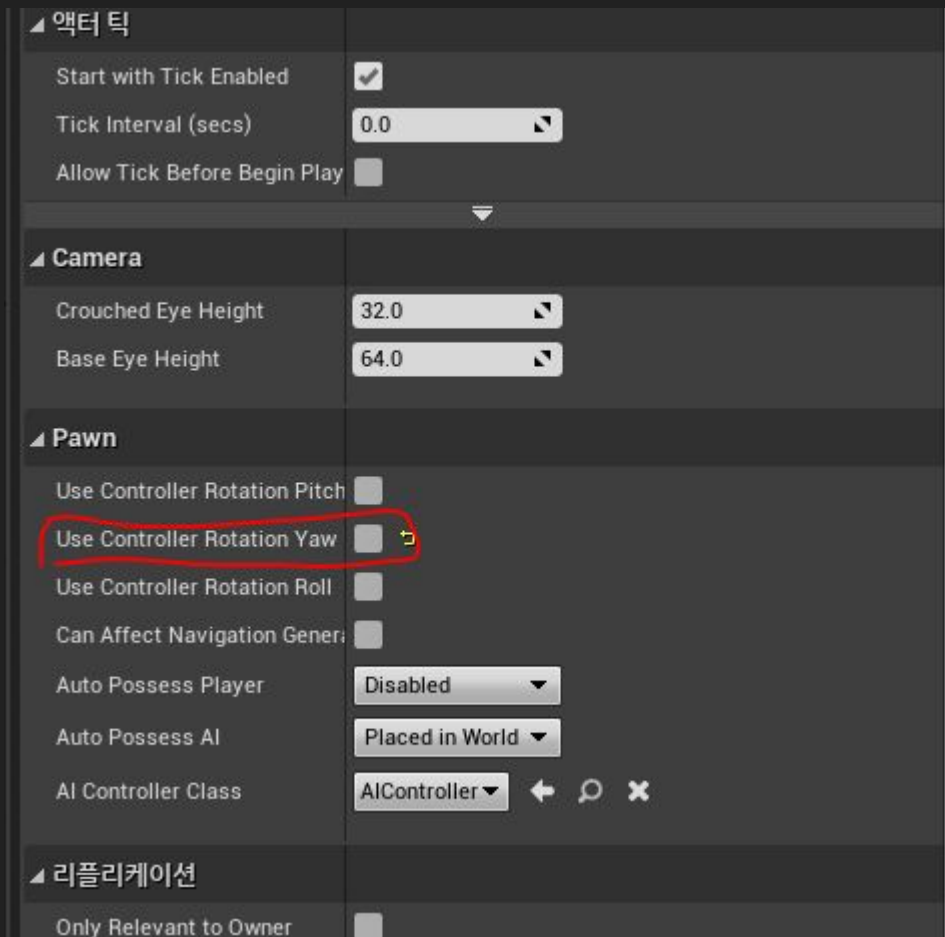 액터 틱
Start with Tick Enabled
Tick Interval (secs) 0.0
Allow Tick Before Begin Play
Camera
Crouched Eye Height 32.0
Base Eye Height 64.0
Pawn
Use Controller Rotation Pitch
Use Controller Rotation Yaw
Use Controller Rotation Roll
Can Affect Navigation Genera
Auto Possess Player Disabled
Auto Possess AI Placed in World
AI Controller Class AIController
리플리케이션
Only Relevant to Owner